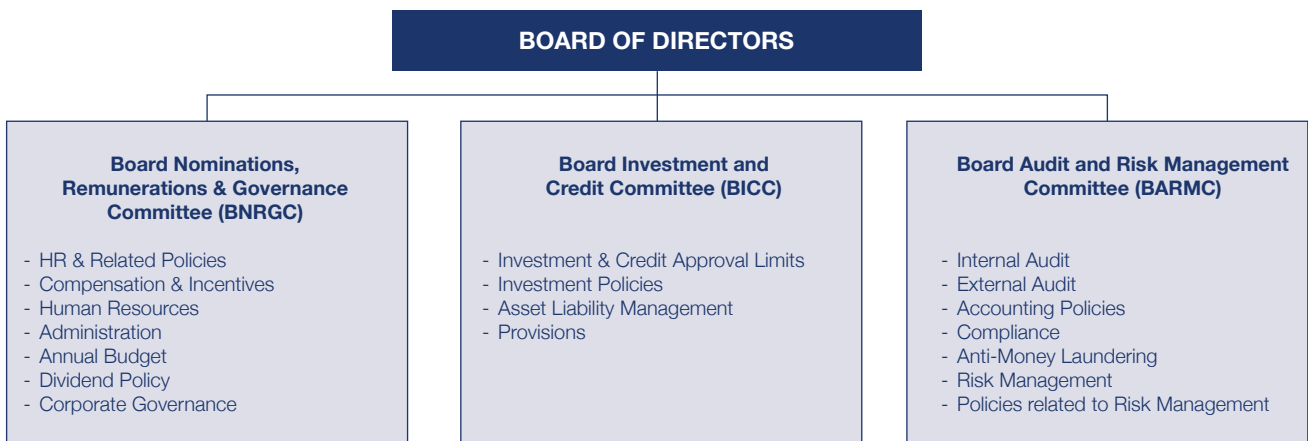 BOARD OF DIRECTORS
Board Nominations,
Remunerations & Governance
Committee (BNRGC)
- HR & Related Policies
- Compensation & Incentives
- Human Resources
- Administration
- Annual Budget
- Dividend Policy
- Corporate Governance
Board Investment and
Credit Committee (BICC)
- Investment & Credit Approval Limits
- Investment Policies
- Asset Liability Management
- Provisions
Board Audit and Risk Management
Committee (BARMC)
- Internal Audit
- External Audit
- Accounting Policies
- Compliance
- Anti-Money Laundering
- Risk Management
- Policies related to Risk Management